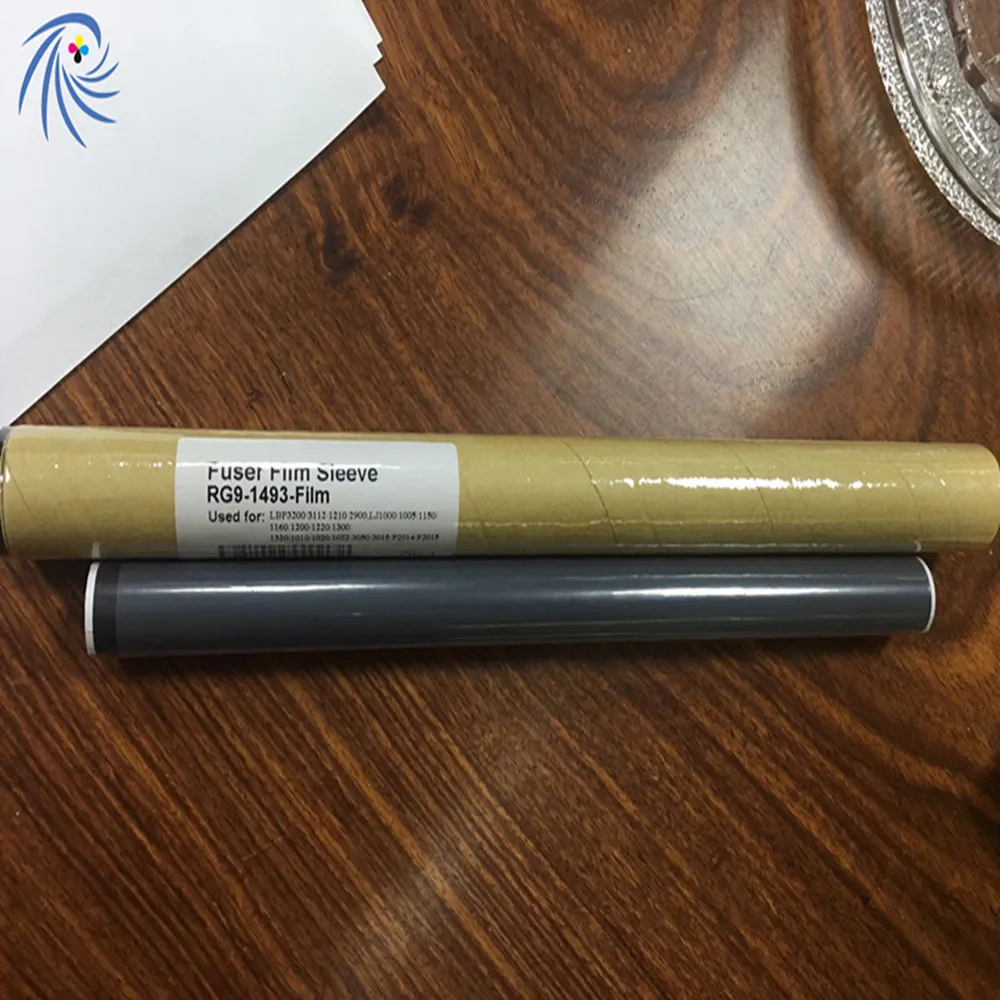 Fuser Film Sleeve
RG9-1493-Film
Used for: LBP3200/3112/1210/2900,LJ1000/1005/1150/
1160/1200/1220/1300
1320/1010/1020/1022/3050/3015/P2014/P2015